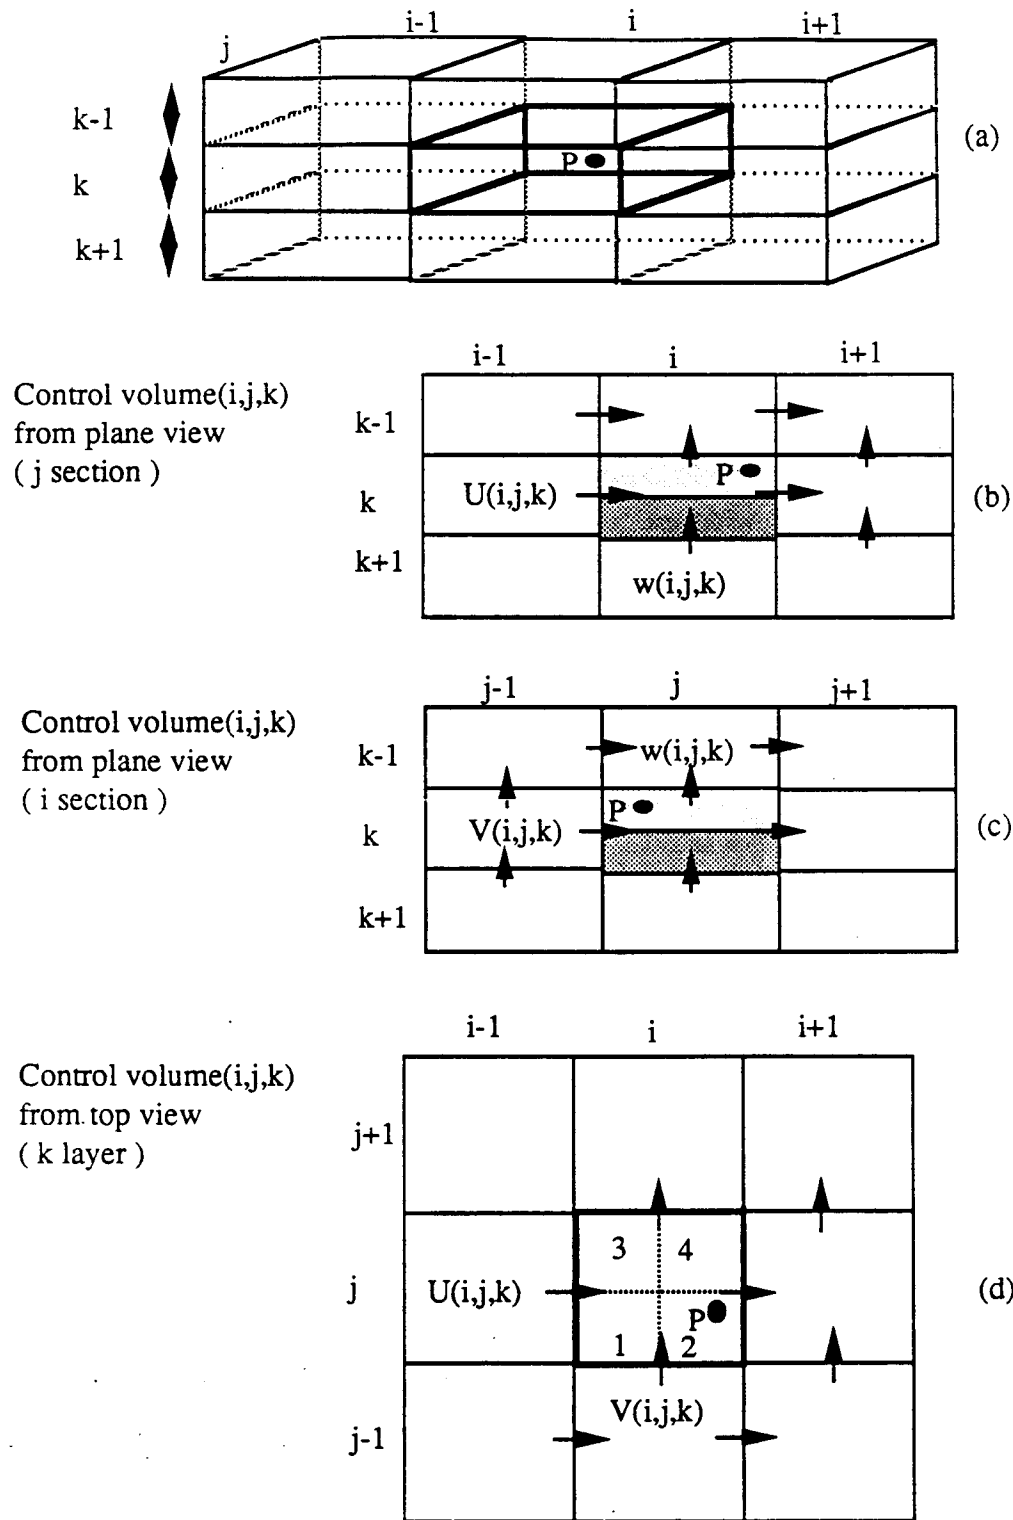 i-1 i i+1
j
k-1
(a)
P
k
k+1
i-1 i i+1
Control volume(i,j,k)
from plane view
( j section )
k-1
P
k U(i,j,k) (b)
k+1
w(i,j,k)
j-1 j j+1
Control volume(i,j,k)
from plane view
( i section )
k-1 w(i,j,k)
P
k V(i,j,k) (c)
k+1
i-1 i i+1
Control volume(i,j,k)
from top view
( k layer )
j+1
3 4
j U(i,j,k) (d)
P
1 2
V(i,j,k)
j-1